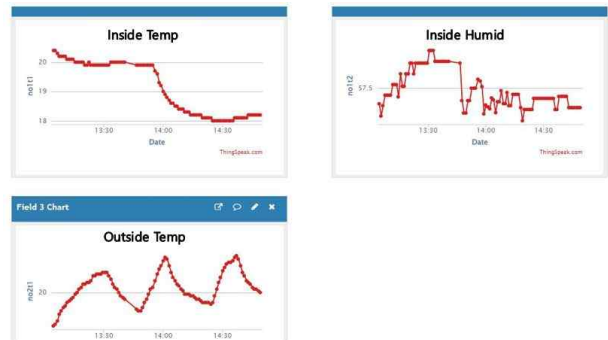 Inside Temp
20
19
18
no1t1
13:30 14:00 14:30
Date
ThingSpeak.com
Inside Humid
57.5
no1t2
13:30 14:00 14:30
Date
ThingSpeak.com
Field 3 Chart
Outside Temp
20
no2t1
13:30 14:00 14:30